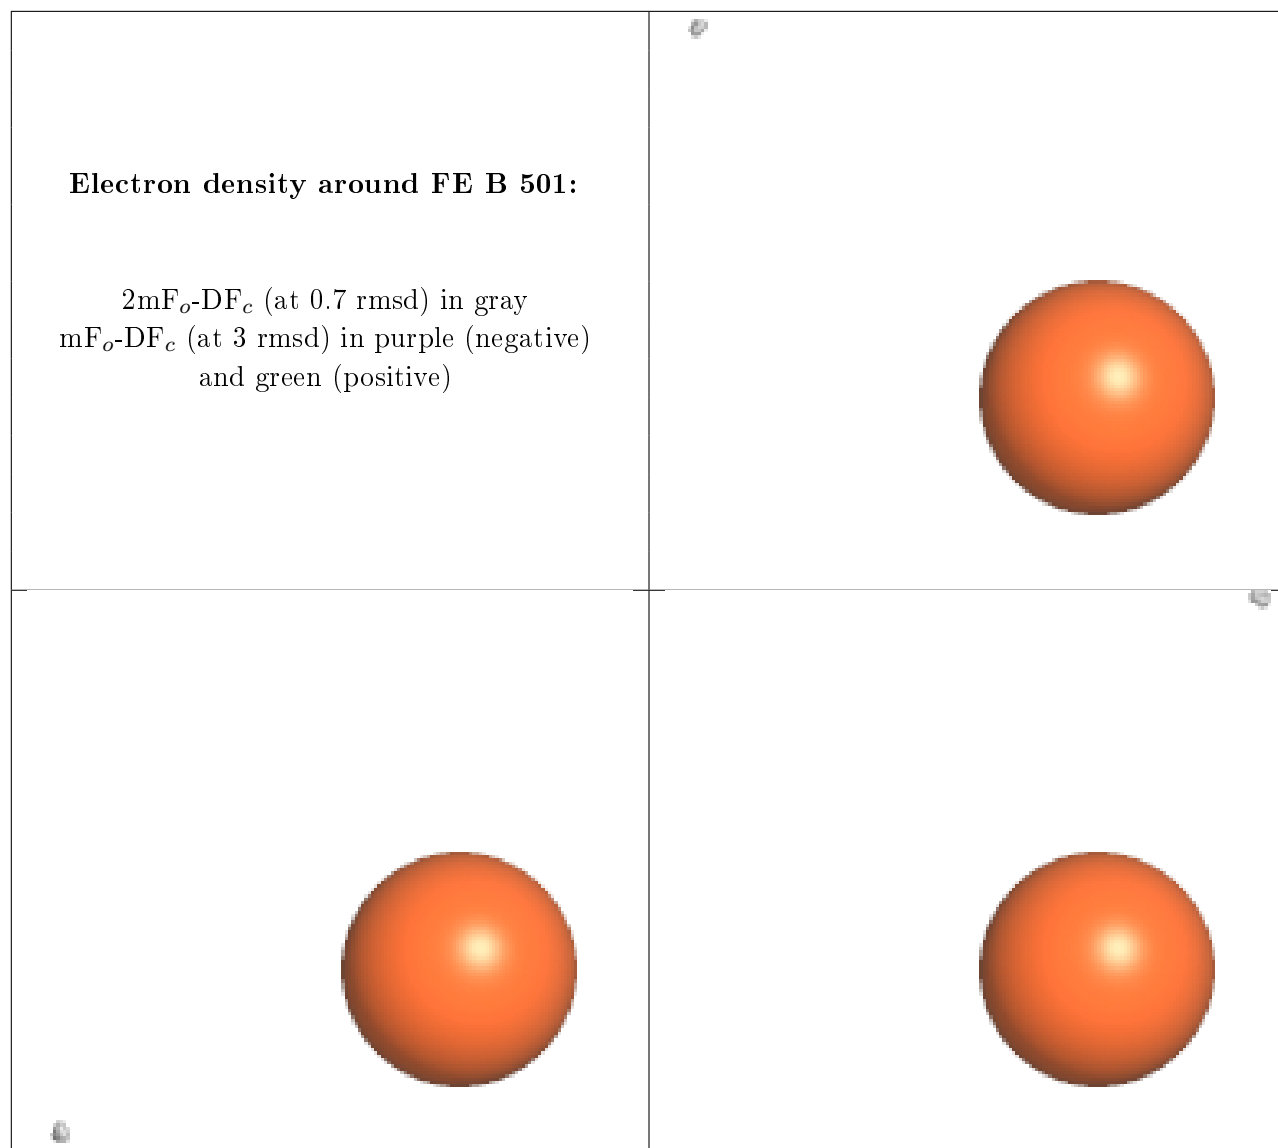 Electron density around FE B 501:
2mFo-DFc (at 0.7 rmsd) in gray
mFo-DFc (at 3 rmsd) in purple (negative)
and green (positive)